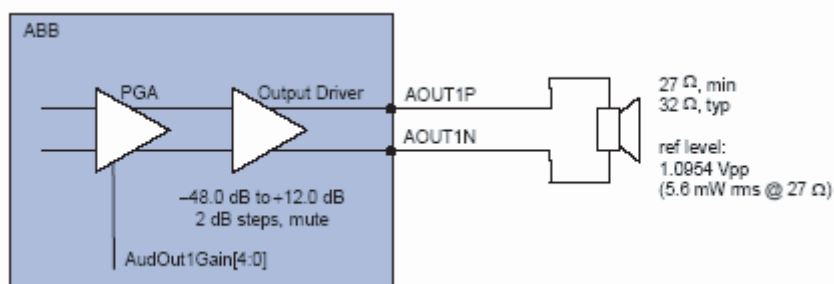 ABB
PGA
Output Driver
AOUT1P
AOUT1N
–48.0 dB to +12.0 dB
2 dB steps, mute
AudOut1Gain[4:0]
27 Ω, min
32 Ω, typ
ref level:
1.0954 Vpp
(5.6 mW rms @ 27 Ω)